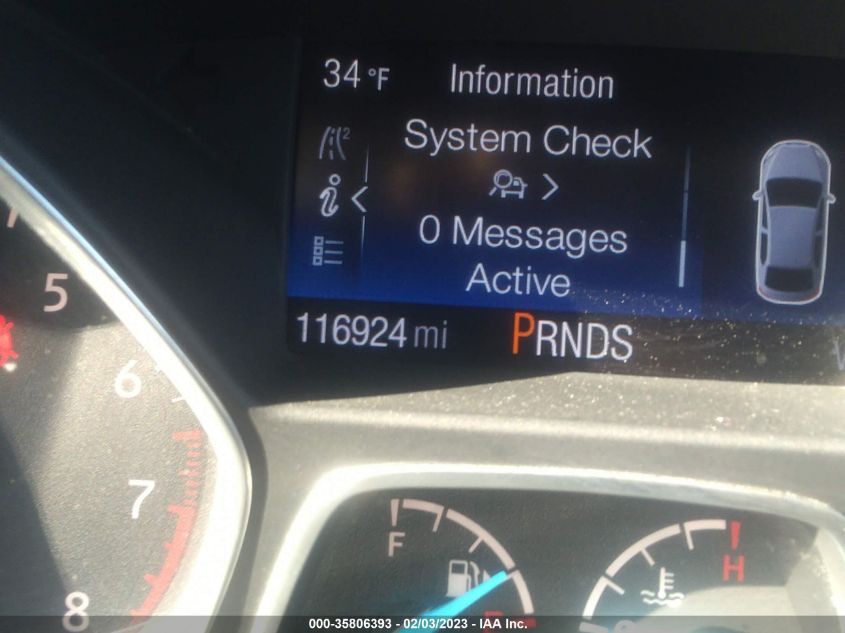 34 °F
Information
System Check
0 Messages
Active
116924 mi
PRNDS
5
6
7
8
F
H
000-35806393 - 02/03/2023 - IAA Inc.